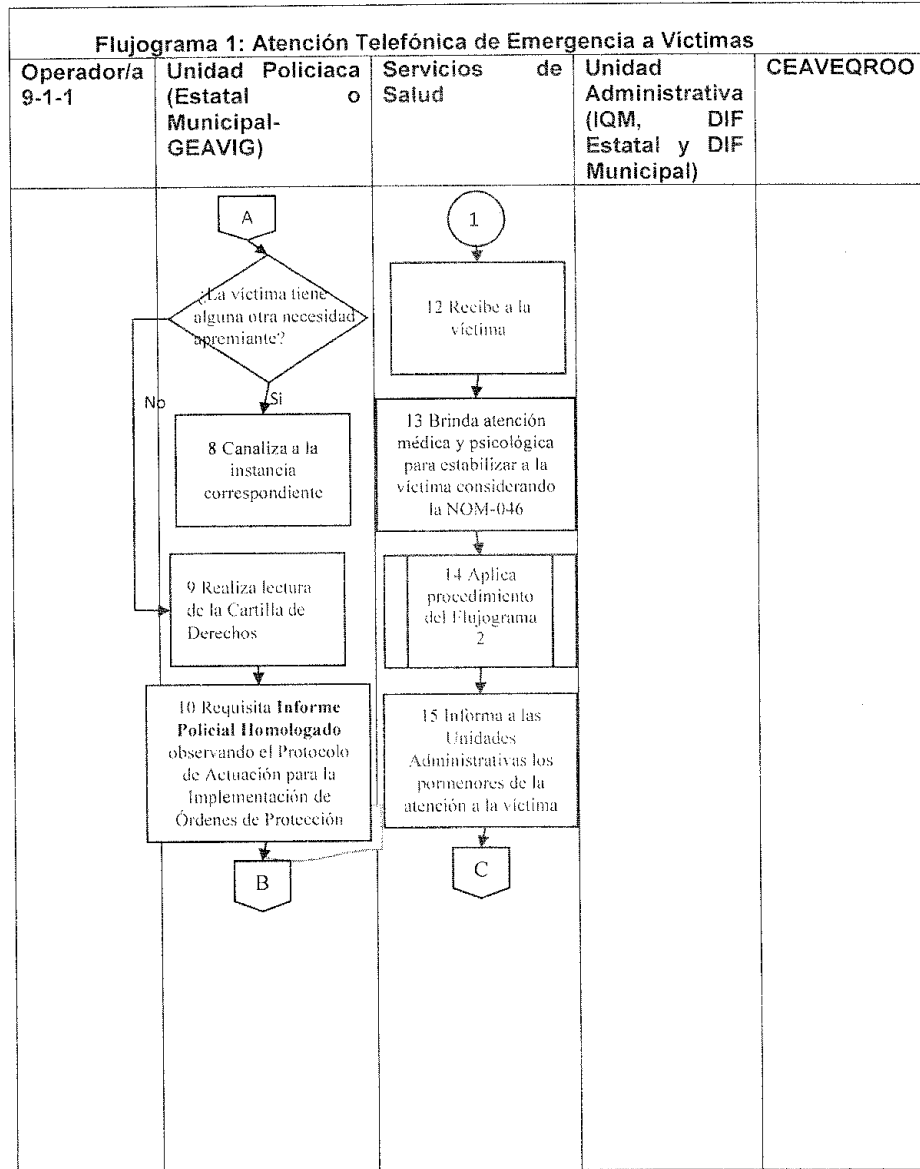 Flujograma 1: Atención Telefónica de Emergencia a Víctimas
Operador/a
9-1-1
Unidad Policiaca
(Estatal o
Municipal-
GEAVIG)
Servicios de
Salud
Unidad
Administrativa
(IQM, DIF
Estatal y DIF
Municipal)
CEAVEQROO
A
¿La víctima tiene
alguna otra necesidad
apremiante?
No
Si
8 Canaliza a la
instancia
correspondiente
9 Realiza lectura
de la Cartilla de
Derechos
10 Requisita Informe
Policial Homologado
observando el Protocolo
de Actuación para la
Implementación de
Órdenes de Protección
B
1
12 Recibe a la
víctima
13 Brinda atención
médica y psicológica
para estabilizar a la
víctima considerando
la NOM-046
14 Aplica
procedimiento
del Flujograma
2
15 Informa a las
Unidades
Administrativas los
pormenores de la
atención a la víctima
C